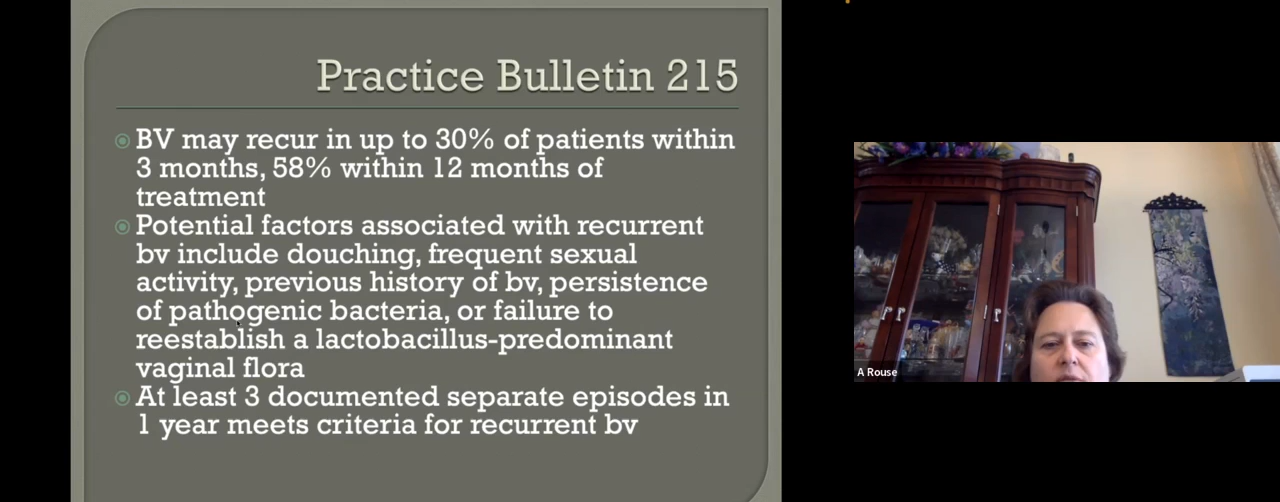 Practice Bulletin 215
BV may recur in up to 30% of patients within
3 months, 58% within 12 months of
treatment
Potential factors associated with recurrent
bv include douching, frequent sexual
activity, previous history of bv, persistence
of pathogenic bacteria, or failure to
reestablish a lactobacillus-predominant
vaginal flora
At least 3 documented separate episodes in
1 year meets criteria for recurrent bv
A Rouse